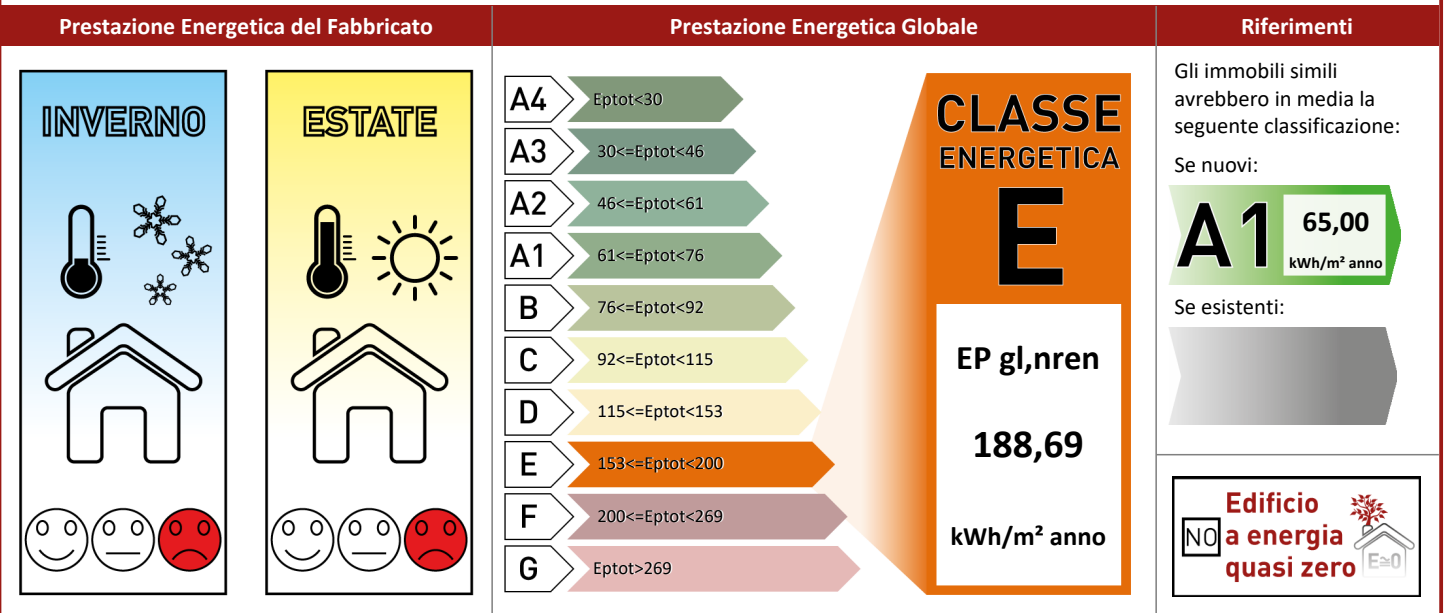 Prestazione Energetica del Fabbricato
Prestazione Energetica Globale
Riferimenti
INVERNO
ESTATE
A4
Eptot<30
A3
30<=Eptot<46
A2
46<=Eptot<61
A1
61<=Eptot<76
B
76<=Eptot<92
C
92<=Eptot<115
D
115<=Eptot<153
E
153<=Eptot<200
F
200<=Eptot<269
G
Eptot>269
CLASSE
ENERGETICA
E
EP gl,nren
188,69
kWh/m² anno
Gli immobili simili
avrebbero in media la
seguente classificazione:
Se nuovi:
A1
65,00
kWh/m² anno
Se esistenti:
Edificio
NO a energia
quasi zero
E≅0